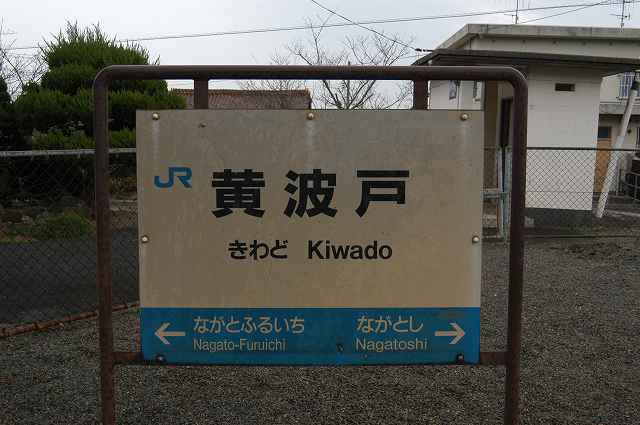 JR 黄波戸
きわど Kiwado
← ながとふるいち ながとし →
Nagato-Furuichi Nagatoshi